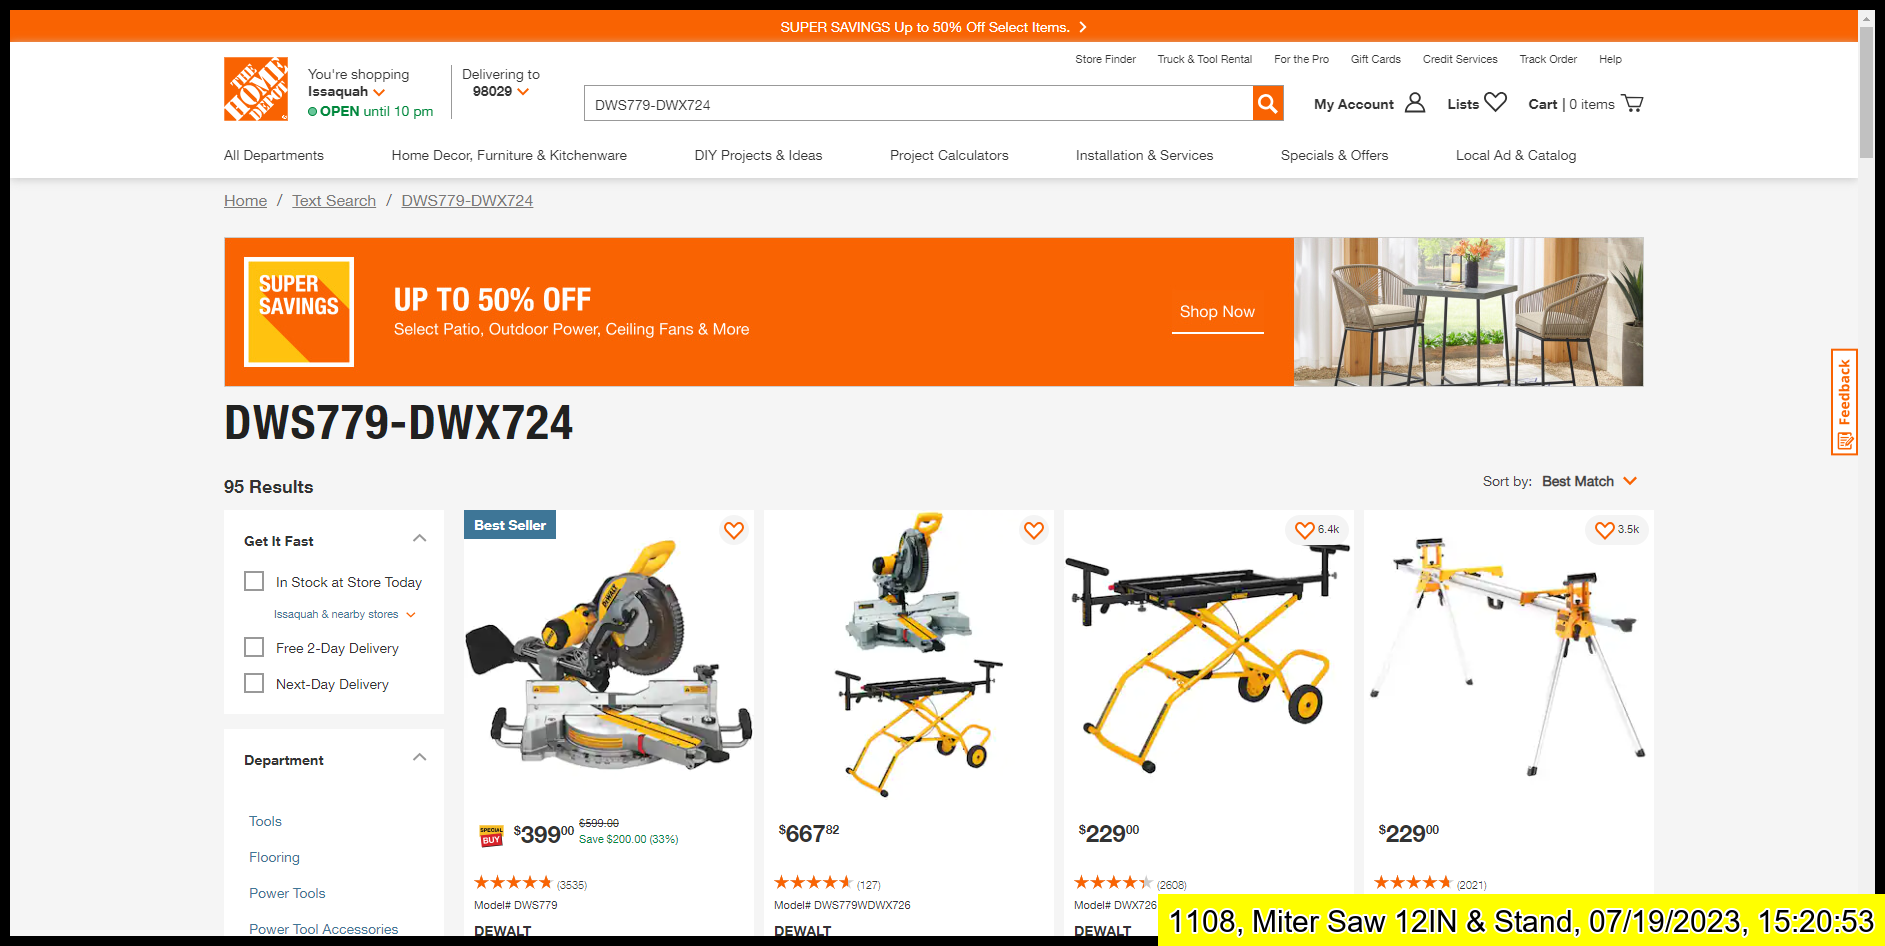 SUPER SAVINGS Up to 50% Off Select Items.
Store Finder Truck & Tool Rental For the Pro Gift Cards Credit Services Track Order Help
THE HOME DEPOT
You're shopping
Issaquah
OPEN until 10 pm
Delivering to
98029
DWS779-DWX724
My Account Lists Cart | 0 items
All Departments Home Decor, Furniture & Kitchenware DIY Projects & Ideas Project Calculators Installation & Services Specials & Offers Local Ad & Catalog
Home / Text Search / DWS779-DWX724
SUPER
SAVINGS
UP TO 50% OFF
Select Patio, Outdoor Power, Ceiling Fans & More
Shop Now
Feedback
DWS779-DWX724
95 Results
Sort by: Best Match
Get It Fast
In Stock at Store Today
Issaquah & nearby stores
Free 2-Day Delivery
Next-Day Delivery
Department
Tools
Flooring
Power Tools
Power Tool Accessories
Best Seller
DEWALT
SPECIAL
BUY
$39900
$599.00
Save $200.00 (33%)
(3535)
Model# DWS779
DEWALT
$66782
(127)
Model# DWS779WDWX726
DEWALT
6.4k
$22900
(2608)
Model# DWX726
DEWALT
3.5k
$22900
(2021)
1108, Miter Saw 12IN & Stand, 07/19/2023, 15:20:53